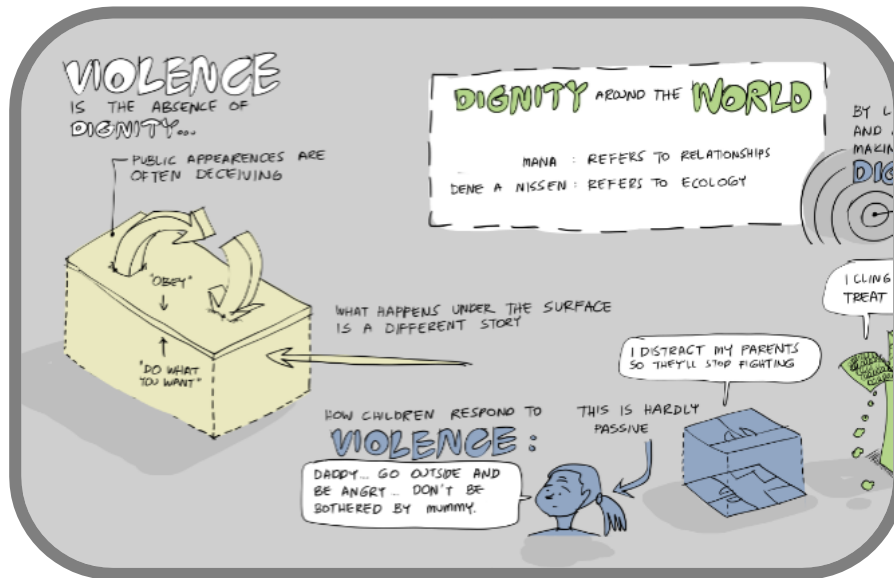 VIOLENCE
IS THE ABSENCE OF
DIGNITY...
PUBLIC APPEARENCES ARE
OFTEN DECEIVING
"OBEY"
"DO WHAT
YOU WANT"
WHAT HAPPENS UNDER THE SURFACE
IS A DIFFERENT STORY
DIGNITY AROUND THE WORLD
MANA : REFERS TO RELATIONSHIPS
DENE A NISSEN : REFERS TO ECOLOGY
BY L
AND
MAKIN
DIG
I CLING
TREAT
I DISTRACT MY PARENTS
SO THEY'LL STOP FIGHTING
HOW CHILDREN RESPOND TO
VIOLENCE:
THIS IS HARDLY
PASSIVE
DADDY... GO OUTSIDE AND
BE ANGRY... DON'T BE
BOTHERED BY MUMMY.